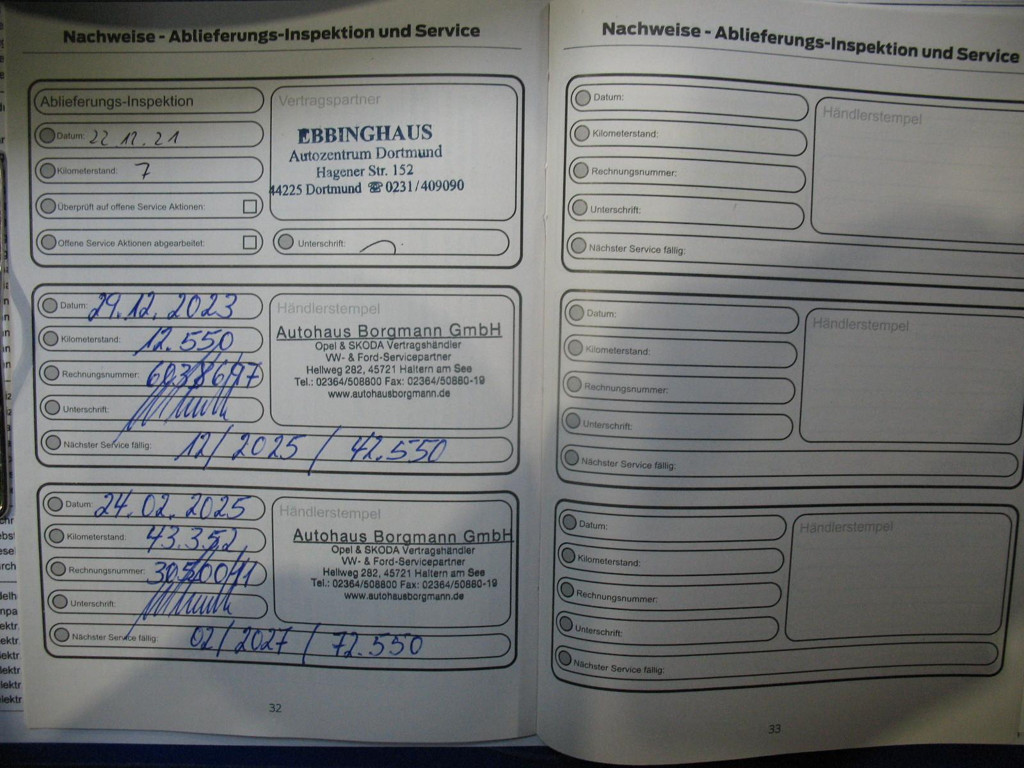 Nachweise - Ablieferungs-Inspektion und Service
Ablieferungs-Inspektion
Datum: 22.12.21
Kilometerstand: 7
Überprüft auf offene Service Aktionen:
Offene Service Aktionen abgearbeitet:
Vertragspartner
EBBINGHAUS
Autozentrum Dortmund
Hagener Str. 152
44225 Dortmund ☎ 0231/409090
Unterschrift:
Datum: 29.12.2023
Kilometerstand: 12.550
Rechnungsnummer:
Unterschrift:
Nächster Service fällig: 12/2025 / 42.550
Händlerstempel
Autohaus Borgmann GmbH
Opel & SKODA Vertragshändler
VW- & Ford-Servicepartner
Hellweg 282, 45721 Haltern am See
Tel.: 02364/508800 Fax: 02364/50880-19
www.autohausborgmann.de
Datum: 24.02.2025
Kilometerstand: 43.352
Rechnungsnummer:
Unterschrift:
Nächster Service fällig: 02/2027 / 72.550
Händlerstempel
Autohaus Borgmann GmbH
Opel & SKODA Vertragshändler
VW- & Ford-Servicepartner
Hellweg 282, 45721 Haltern am See
Tel.: 02364/508800 Fax: 02364/50880-19
www.autohausborgmann.de
32
Nachweise - Ablieferungs-Inspektion und Service
Datum:
Kilometerstand:
Rechnungsnummer:
Unterschrift:
Nächster Service fällig:
Händlerstempel
Datum:
Kilometerstand:
Rechnungsnummer:
Unterschrift:
Nächster Service fällig:
Händlerstempel
Datum:
Kilometerstand:
Rechnungsnummer:
Unterschrift:
Nächster Service fällig:
Händlerstempel
33